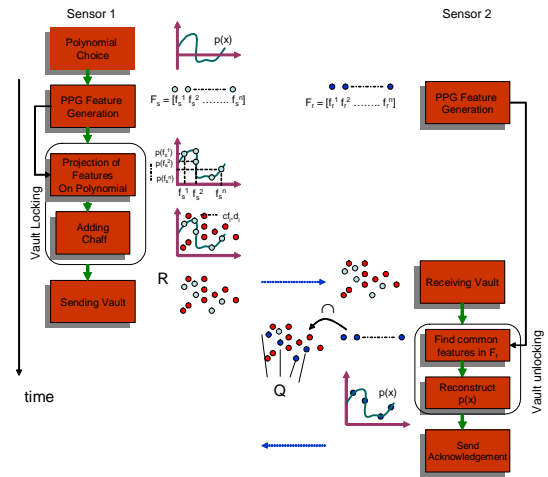 Sensor 1
Sensor 2
Polynomial
Choice
p(x)
PPG Feature
Generation
F_s = [f_s^1 f_s^2 ........ f_s^n]
F_r = [f_r^1 f_r^2 ....... f_r^n]
PPG Feature
Generation
Vault Locking
Projection of
Features
On Polynomial
p(f_s^1)
p(f_s^2)
p(f_s^n)
f_s^1 f_s^2 f_s^n
Adding
Chaff
cf_i, d_i
R
Sending Vault
Receiving Vault
∩
Find common
features in F_r
Q
Reconstruct
p(x)
p(x)
Vault unlocking
time
Send
Acknowledgement